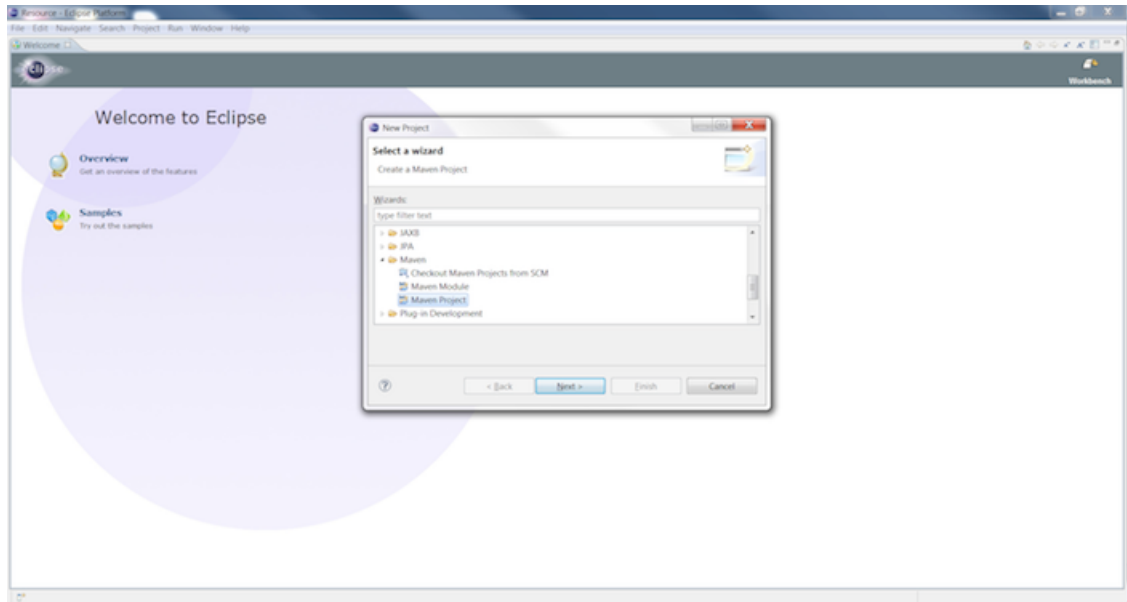 Resource - Eclipse Platform
File Edit Navigate Search Project Run Window Help
Welcome
eclipse
Workbench
Welcome to Eclipse
Overview
Get an overview of the features
Samples
Try out the samples
New Project
Select a wizard
Create a Maven Project
Wizards:
type filter text
JAXB
JPA
Maven
Checkout Maven Projects from SCM
Maven Module
Maven Project
Plug-in Development
?
< Back Next > Finish Cancel